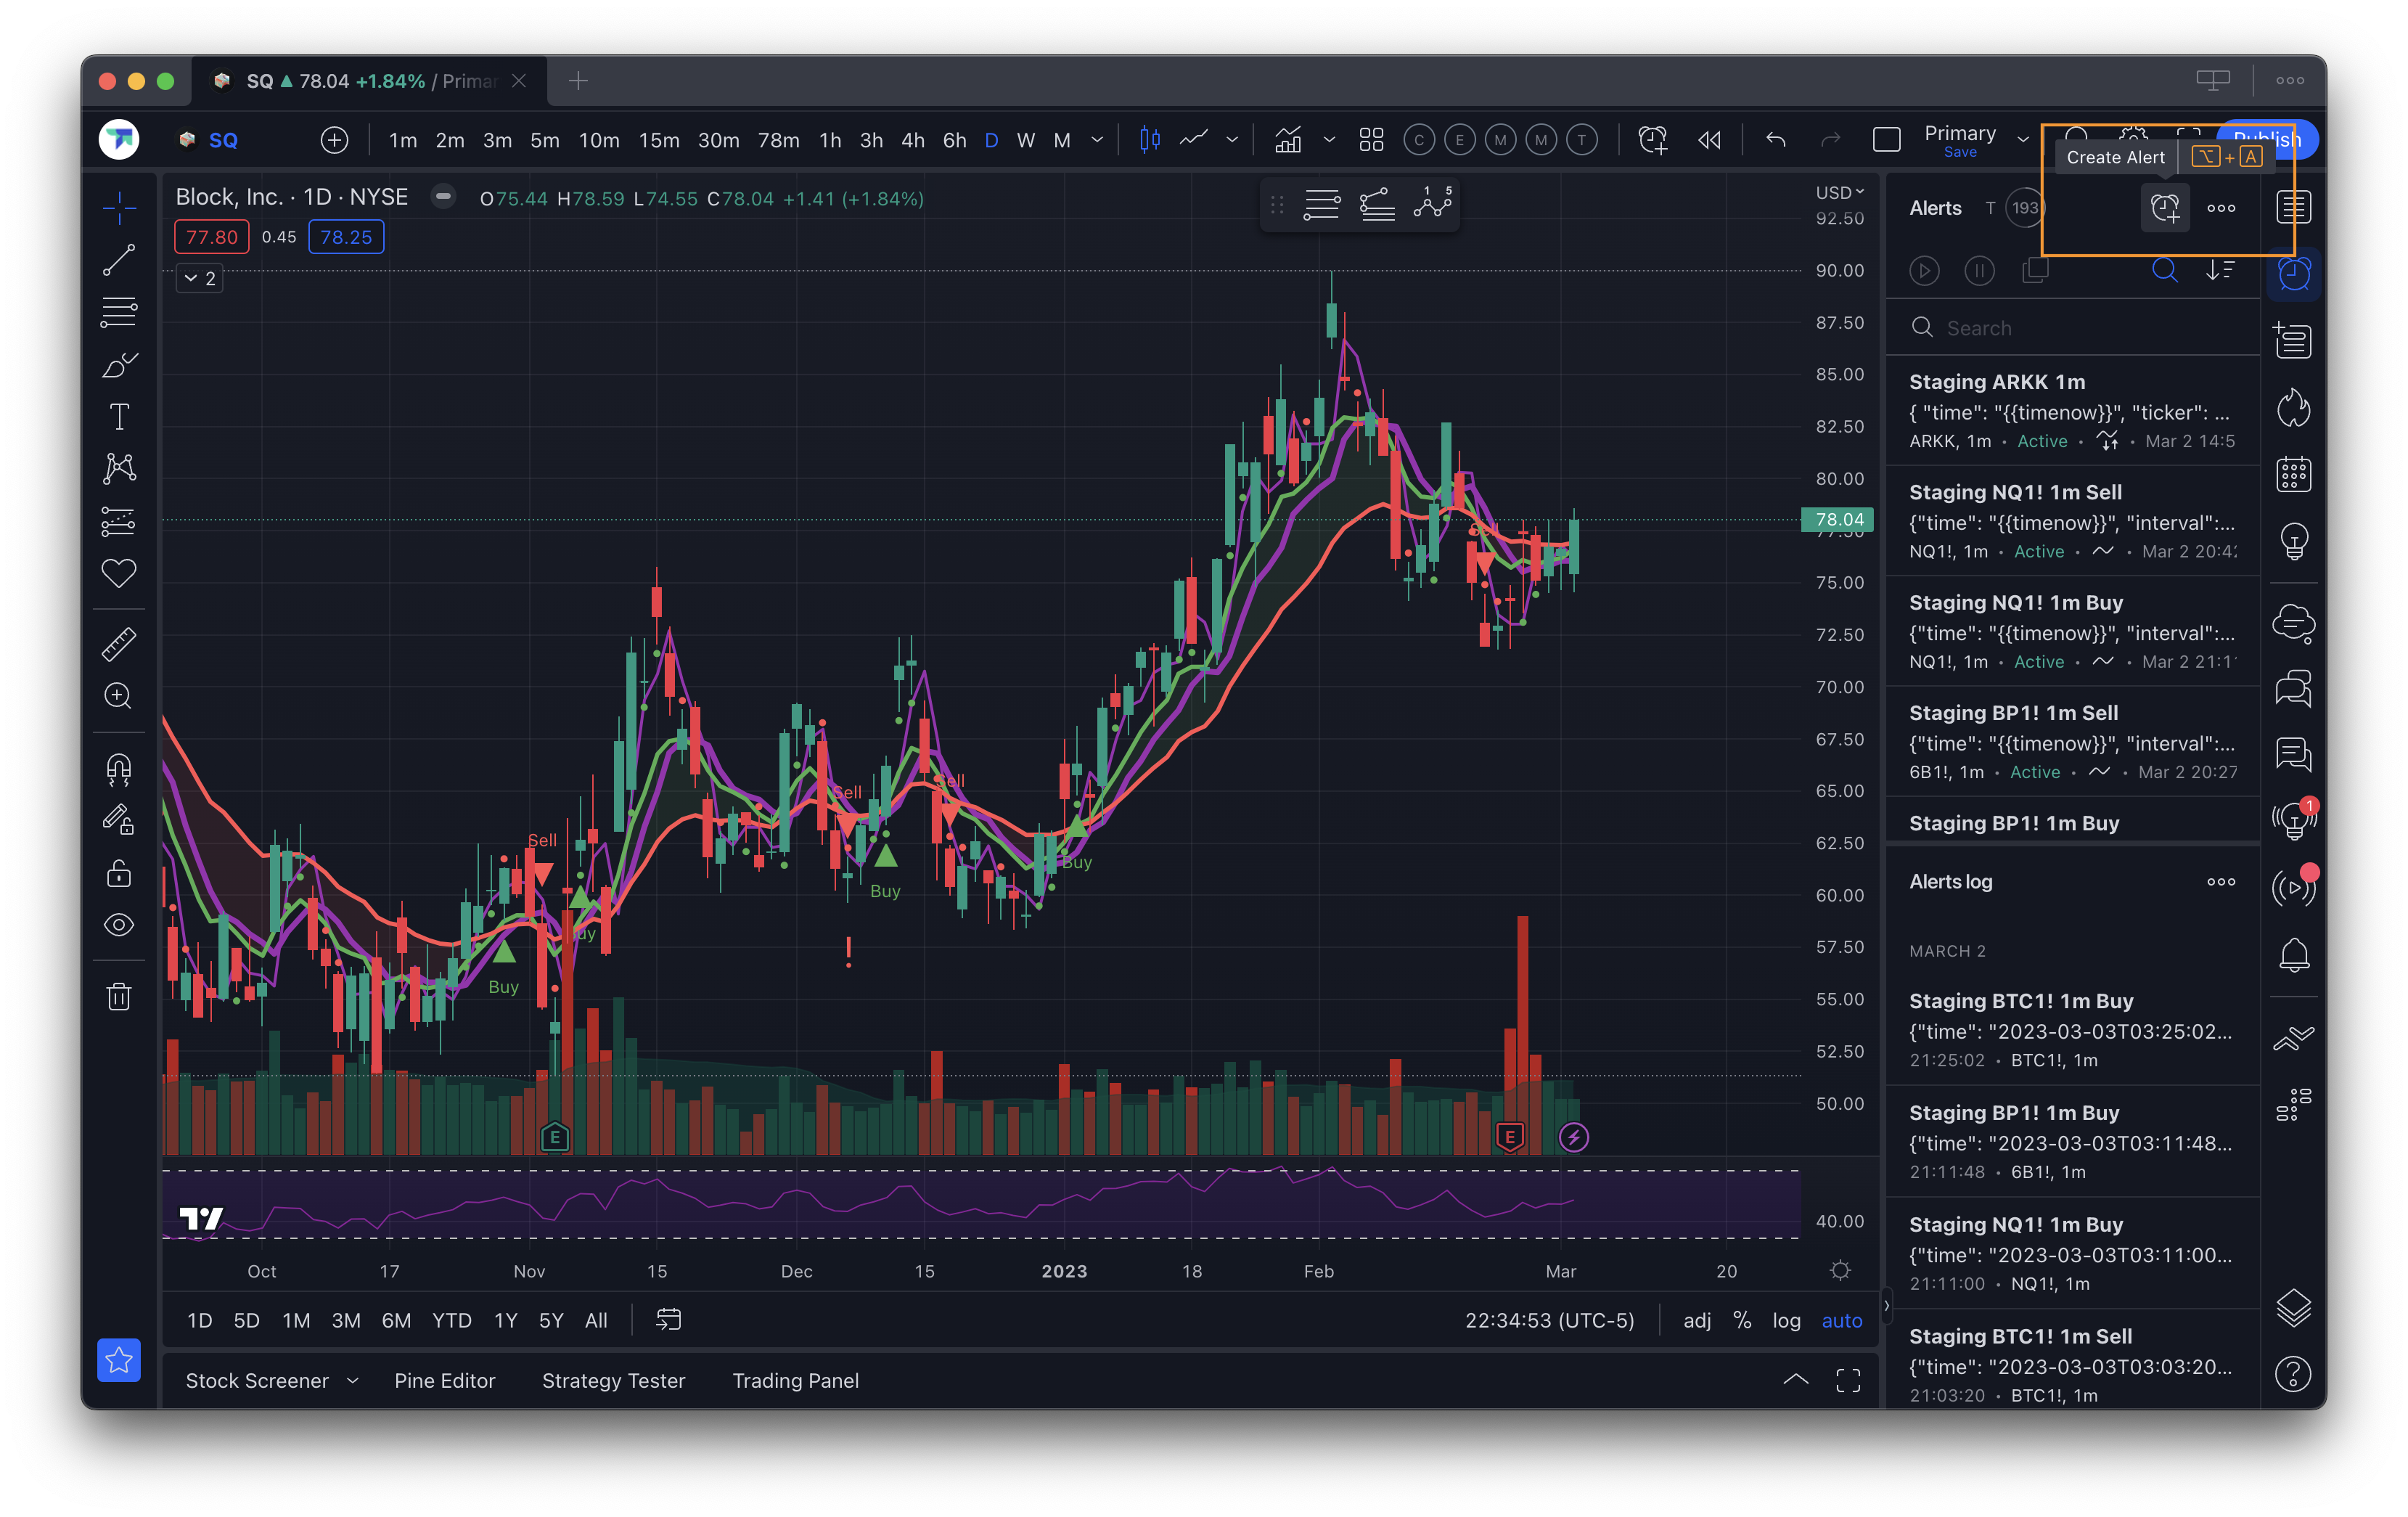 SQ ▲ 78.04 +1.84% / Primar
SQ 1m 2m 3m 5m 10m 15m 30m 78m 1h 3h 4h 6h D W M C E M M T Primary Save
Create Alert ⌥ + A
Block, Inc. · 1D · NYSE O75.44 H78.59 L74.55 C78.04 +1.41 (+1.84%)
77.80 0.45 78.25
2
1 5
USD
92.50
90.00
87.50
85.00
82.50
80.00
78.04
75.00
72.50
70.00
67.50
65.00
62.50
60.00
57.50
55.00
52.50
50.00
40.00
Sell
Sell
Sell
Sell
Buy
Buy
Buy
Buy
!
E
E
Oct 17 Nov 15 Dec 15 2023 18 Feb Mar 20
1D 5D 1M 3M 6M YTD 1Y 5Y All 22:34:53 (UTC-5) adj % log auto
Stock Screener Pine Editor Strategy Tester Trading Panel
Alerts T 193
Search
Staging ARKK 1m
{ "time": "{{timenow}}", "ticker": ...
ARKK, 1m • Active • • Mar 2 14:5
Staging NQ1! 1m Sell
{"time": "{{timenow}}", "interval":...
NQ1!, 1m • Active • • Mar 2 20:42
Staging NQ1! 1m Buy
{"time": "{{timenow}}", "interval":...
NQ1!, 1m • Active • • Mar 2 21:11
Staging BP1! 1m Sell
{"time": "{{timenow}}", "interval":...
6B1!, 1m • Active • • Mar 2 20:27
Staging BP1! 1m Buy
Alerts log
MARCH 2
Staging BTC1! 1m Buy
{"time": "2023-03-03T03:25:02...
21:25:02 • BTC1!, 1m
Staging BP1! 1m Buy
{"time": "2023-03-03T03:11:48...
21:11:48 • 6B1!, 1m
Staging NQ1! 1m Buy
{"time": "2023-03-03T03:11:00...
21:11:00 • NQ1!, 1m
Staging BTC1! 1m Sell
{"time": "2023-03-03T03:03:20...
21:03:20 • BTC1!, 1m
1